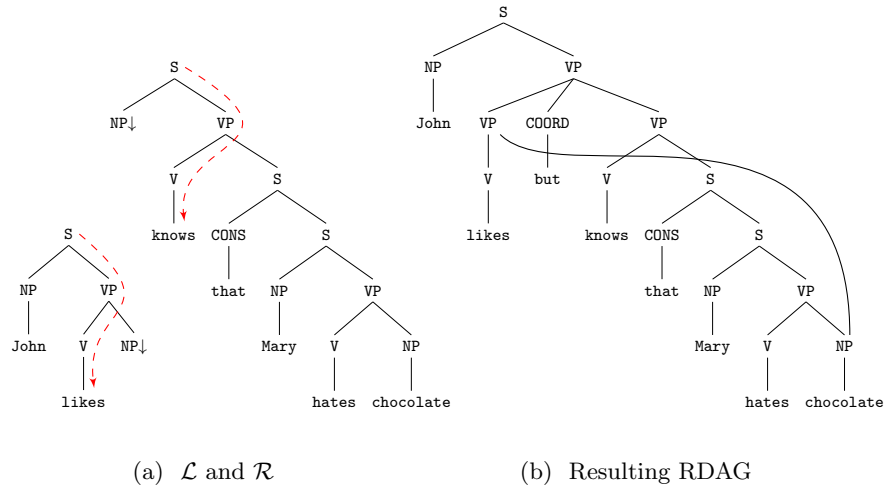 S
NP VP
S
John VP COORD VP
NP↓ VP
V but V S
V S
likes knows CONS S
knows CONS S
S
that NP VP
that NP VP
NP VP
Mary V NP
John V NP↓ Mary V NP
hates chocolate
likes hates chocolate
(a) ℒ and ℛ (b) Resulting RDAG